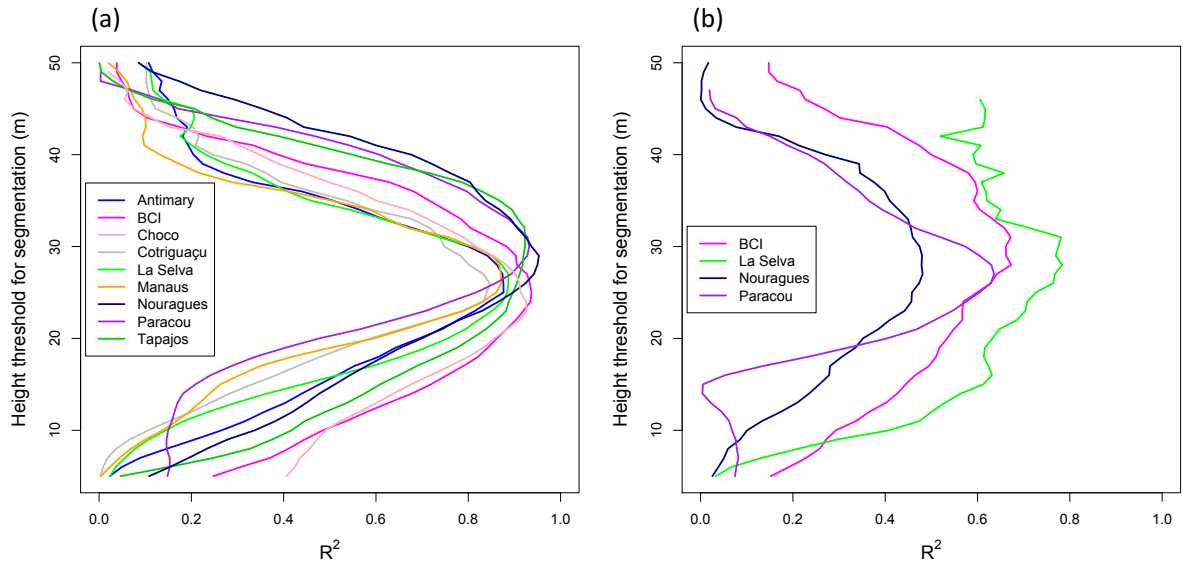 (a)
Height threshold for segmentation (m)
50
40
30
20
10
Antimary
BCI
Choco
Cotriguaçu
La Selva
Manaus
Nouragues
Paracou
Tapajos
0.0 0.2 0.4 0.6 0.8 1.0
R²
(b)
Height threshold for segmentation (m)
50
40
30
20
10
BCI
La Selva
Nouragues
Paracou
0.0 0.2 0.4 0.6 0.8 1.0
R²